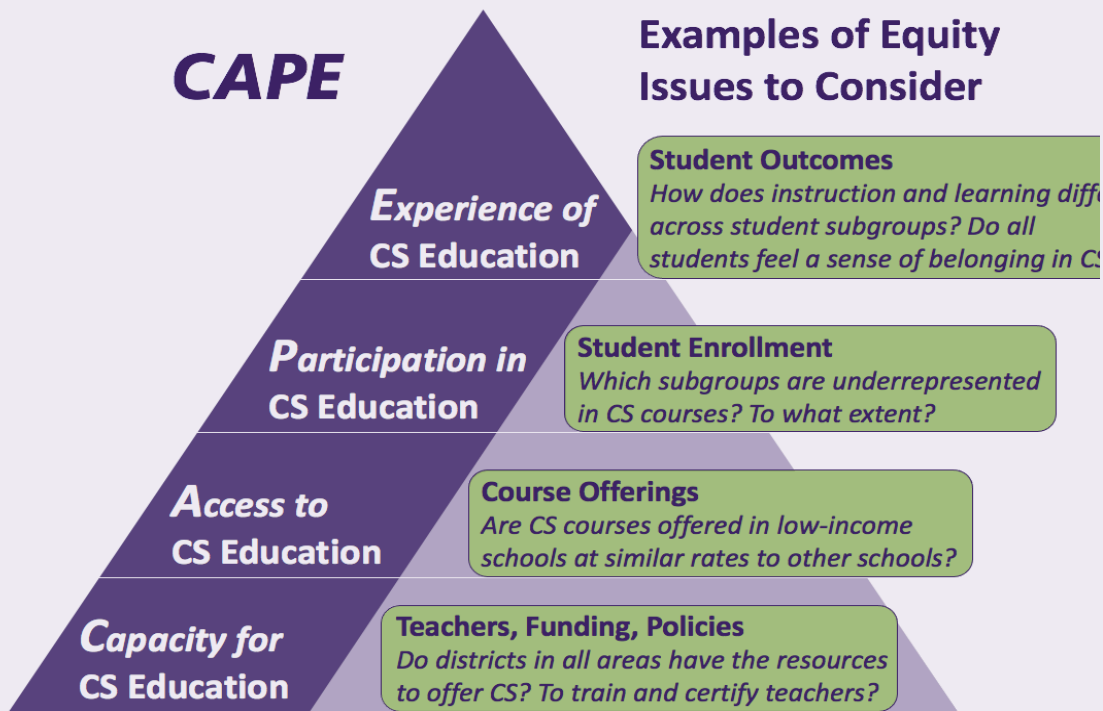 CAPE
Examples of Equity
Issues to Consider
Experience of
CS Education
Student Outcomes
How does instruction and learning diffe
across student subgroups? Do all
students feel a sense of belonging in CS
Participation in
CS Education
Student Enrollment
Which subgroups are underrepresented
in CS courses? To what extent?
Access to
CS Education
Course Offerings
Are CS courses offered in low-income
schools at similar rates to other schools?
Capacity for
CS Education
Teachers, Funding, Policies
Do districts in all areas have the resources
to offer CS? To train and certify teachers?